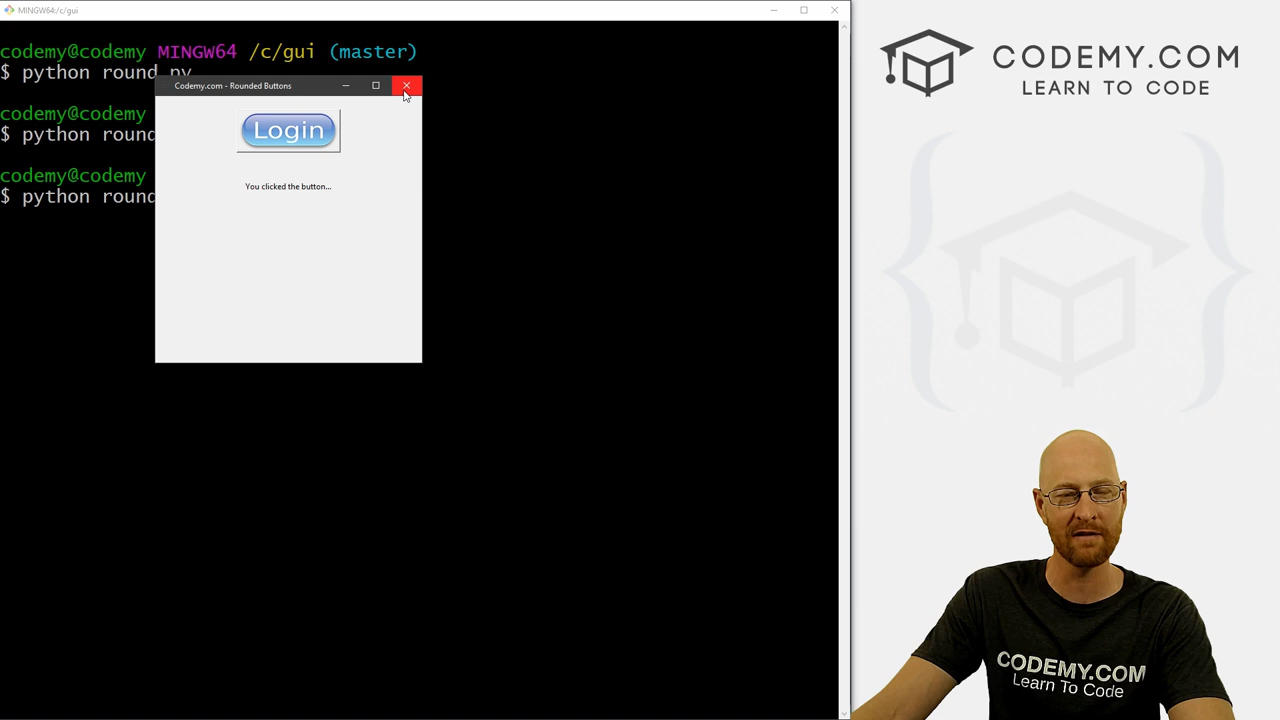 MINGW64:/c/gui
codemy@codemy MINGW64 /c/gui (master)
$ python round.py
Codemy.com - Rounded Buttons
Login
codemy@codemy
$ python round
You clicked the button...
codemy@codemy
$ python round
CODEMY.COM
LEARN TO CODE
CODEMY.COM
Learn To Code